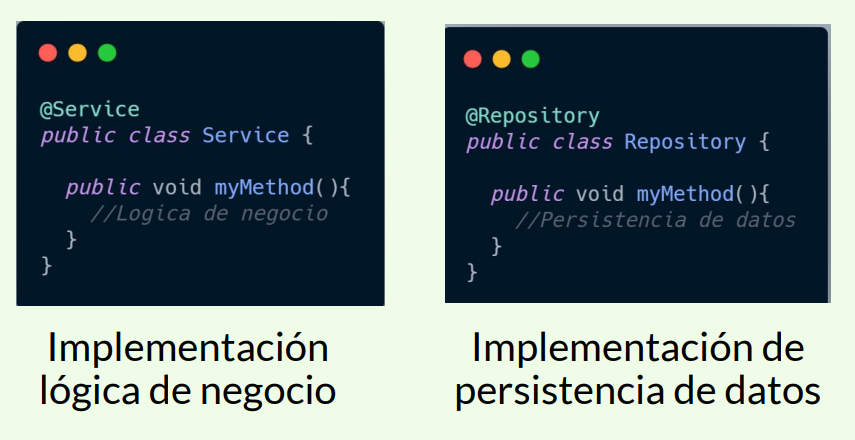 @Service
public class Service {
public void myMethod(){
//Logica de negocio
}
}
Implementación
lógica de negocio
@Repository
public class Repository {
public void myMethod(){
//Persistencia de datos
}
}
Implementación de
persistencia de datos